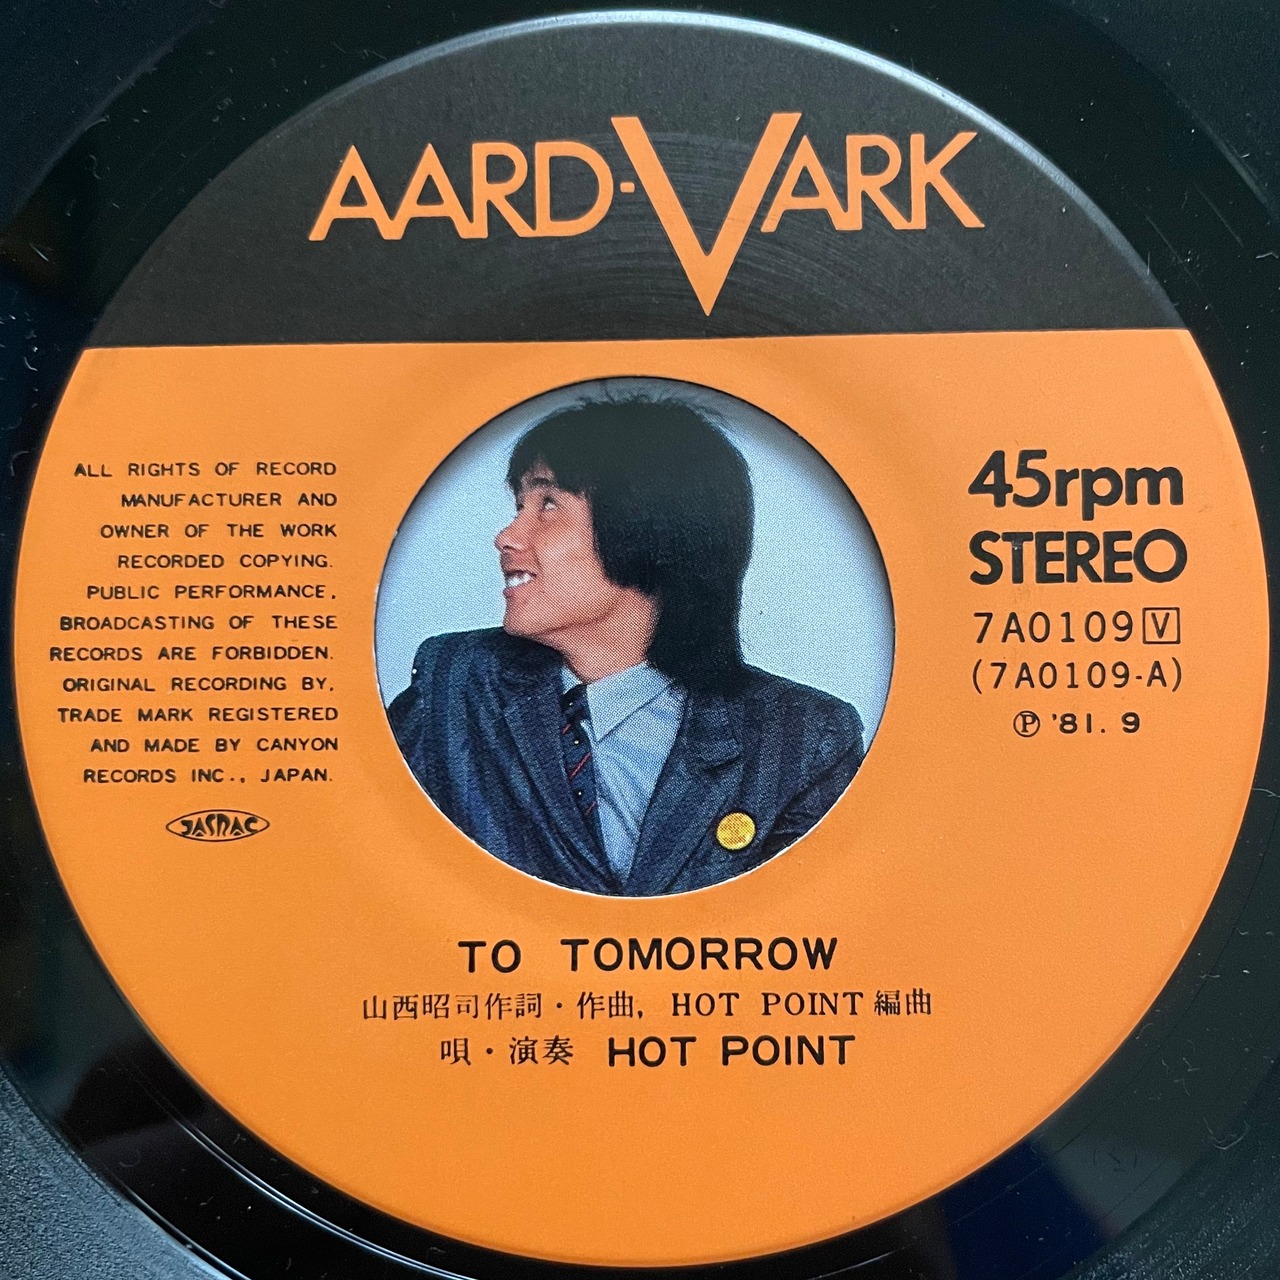 AARD-VARK
ALL RIGHTS OF RECORD
MANUFACTURER AND
OWNER OF THE WORK
RECORDED COPYING.
PUBLIC PERFORMANCE,
BROADCASTING OF THESE
RECORDS ARE FORBIDDEN.
ORIGINAL RECORDING BY,
TRADE MARK REGISTERED
AND MADE BY CANYON
RECORDS INC., JAPAN.
JASRAC
45rpm
STEREO
7A0109 V
(7A0109-A)
Ⓟ '81. 9
TO TOMORROW
山西昭司作詞・作曲, HOT POINT 編曲
唄・演奏 HOT POINT